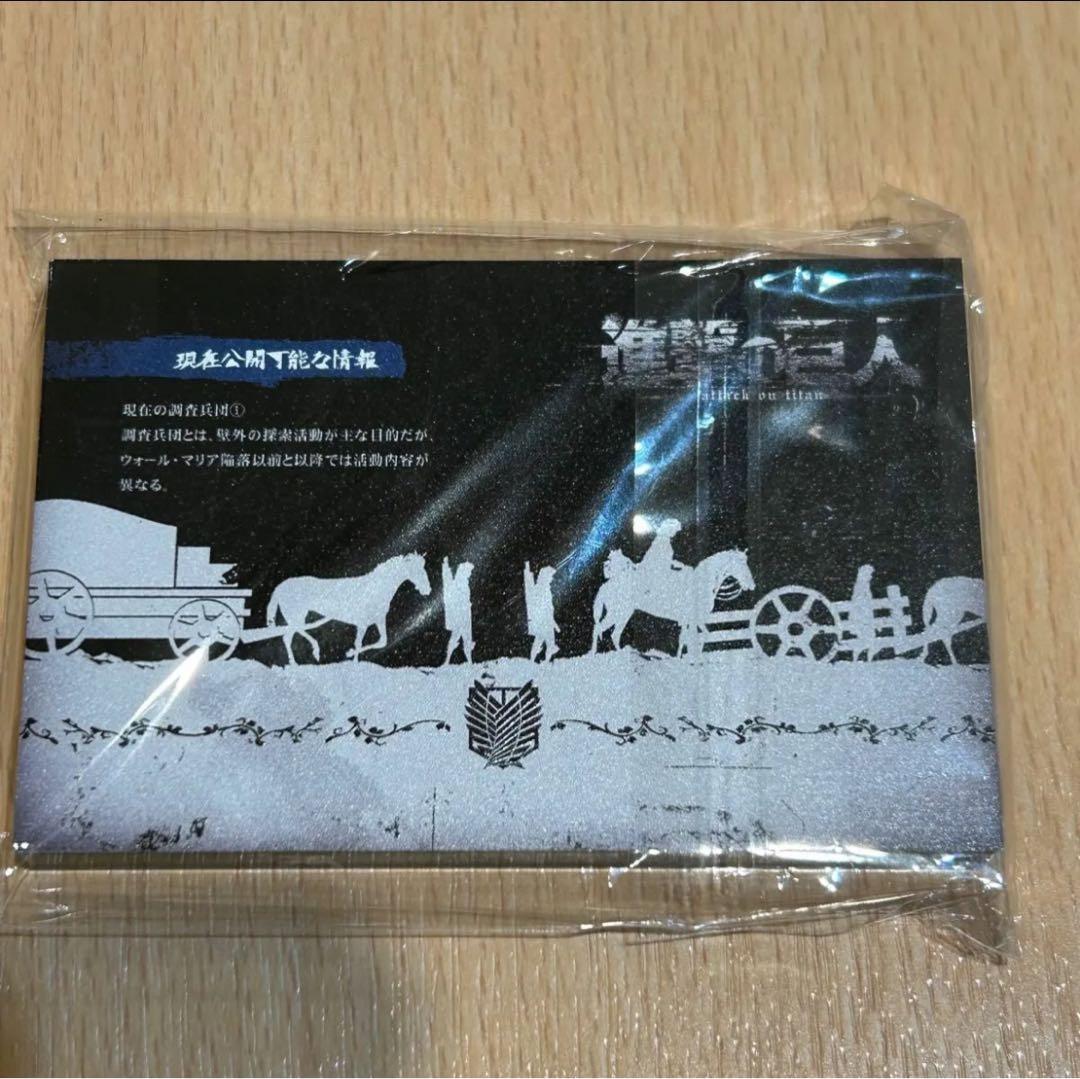 現在公開可能な情報
進撃の巨人
attack on titan
現在の調査兵団①
調査兵団とは、壁外の探索活動が主な目的だが、
ウォール・マリア陥落以前と以降では活動内容が
異なる。